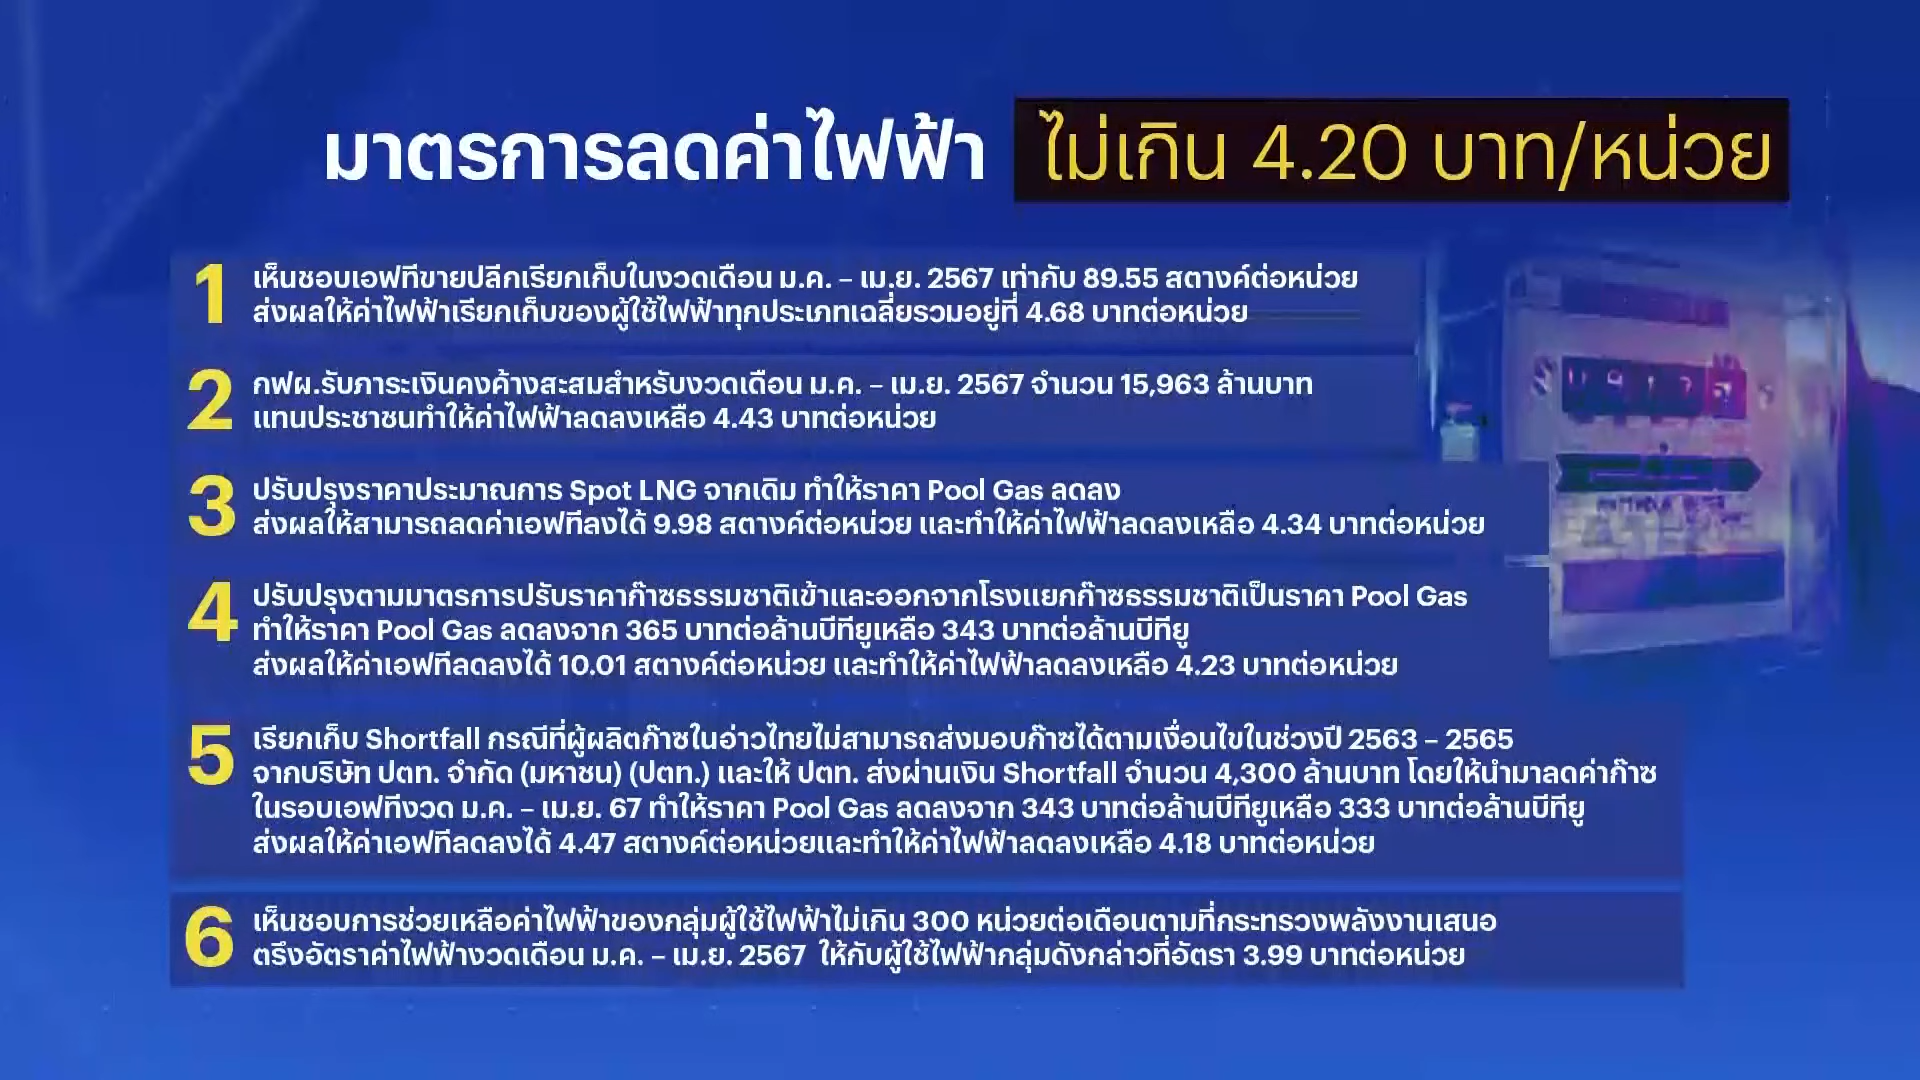 มาตรการลดค่าไฟฟ้า ไม่เกิน 4.20 บาท/หน่วย
1 เห็นชอบเอฟทีขายปลีกเรียกเก็บในงวดเดือน ม.ค. – เม.ย. 2567 เท่ากับ 89.55 สตางค์ต่อหน่วย
ส่งผลให้ค่าไฟฟ้าเรียกเก็บของผู้ใช้ไฟฟ้าทุกประเภทเฉลี่ยรวมอยู่ที่ 4.68 บาทต่อหน่วย
2 กฟผ.รับภาระเงินคงค้างสะสมสำหรับงวดเดือน ม.ค. – เม.ย. 2567 จำนวน 15,963 ล้านบาท
แทนประชาชนทำให้ค่าไฟฟ้าลดลงเหลือ 4.43 บาทต่อหน่วย
3 ปรับปรุงราคาประมาณการ Spot LNG จากเดิม ทำให้ราคา Pool Gas ลดลง
ส่งผลให้สามารถลดค่าเอฟทีลงได้ 9.98 สตางค์ต่อหน่วย และทำให้ค่าไฟฟ้าลดลงเหลือ 4.34 บาทต่อหน่วย
4 ปรับปรุงตามมาตรการปรับราคาก๊าซธรรมชาติเข้าและออกจากโรงแยกก๊าซธรรมชาติเป็นราคา Pool Gas
ทำให้ราคา Pool Gas ลดลงจาก 365 บาทต่อล้านบีทียูเหลือ 343 บาทต่อล้านบีทียู
ส่งผลให้ค่าเอฟทีลดลงได้ 10.01 สตางค์ต่อหน่วย และทำให้ค่าไฟฟ้าลดลงเหลือ 4.23 บาทต่อหน่วย
5 เรียกเก็บ Shortfall กรณีที่ผู้ผลิตก๊าซในอ่าวไทยไม่สามารถส่งมอบก๊าซได้ตามเงื่อนไขในช่วงปี 2563 – 2565
จากบริษัท ปตท. จำกัด (มหาชน) (ปตท.) และให้ ปตท. ส่งผ่านเงิน Shortfall จำนวน 4,300 ล้านบาท โดยให้นำมาลดค่าก๊าซ
ในรอบเอฟทีงวด ม.ค. – เม.ย. 67 ทำให้ราคา Pool Gas ลดลงจาก 343 บาทต่อล้านบีทียูเหลือ 333 บาทต่อล้านบีทียู
ส่งผลให้ค่าเอฟทีลดลงได้ 4.47 สตางค์ต่อหน่วยและทำให้ค่าไฟฟ้าลดลงเหลือ 4.18 บาทต่อหน่วย
6 เห็นชอบการช่วยเหลือค่าไฟฟ้าของกลุ่มผู้ใช้ไฟฟ้าไม่เกิน 300 หน่วยต่อเดือนตามที่กระทรวงพลังงานเสนอ
ตรึงอัตราค่าไฟฟ้างวดเดือน ม.ค. – เม.ย. 2567 ให้กับผู้ใช้ไฟฟ้ากลุ่มดังกล่าวที่อัตรา 3.99 บาทต่อหน่วย